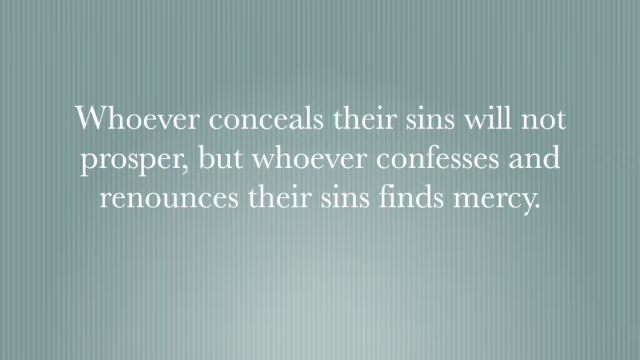 Whoever conceals their sins will not
prosper, but whoever confesses and
renounces their sins finds mercy.